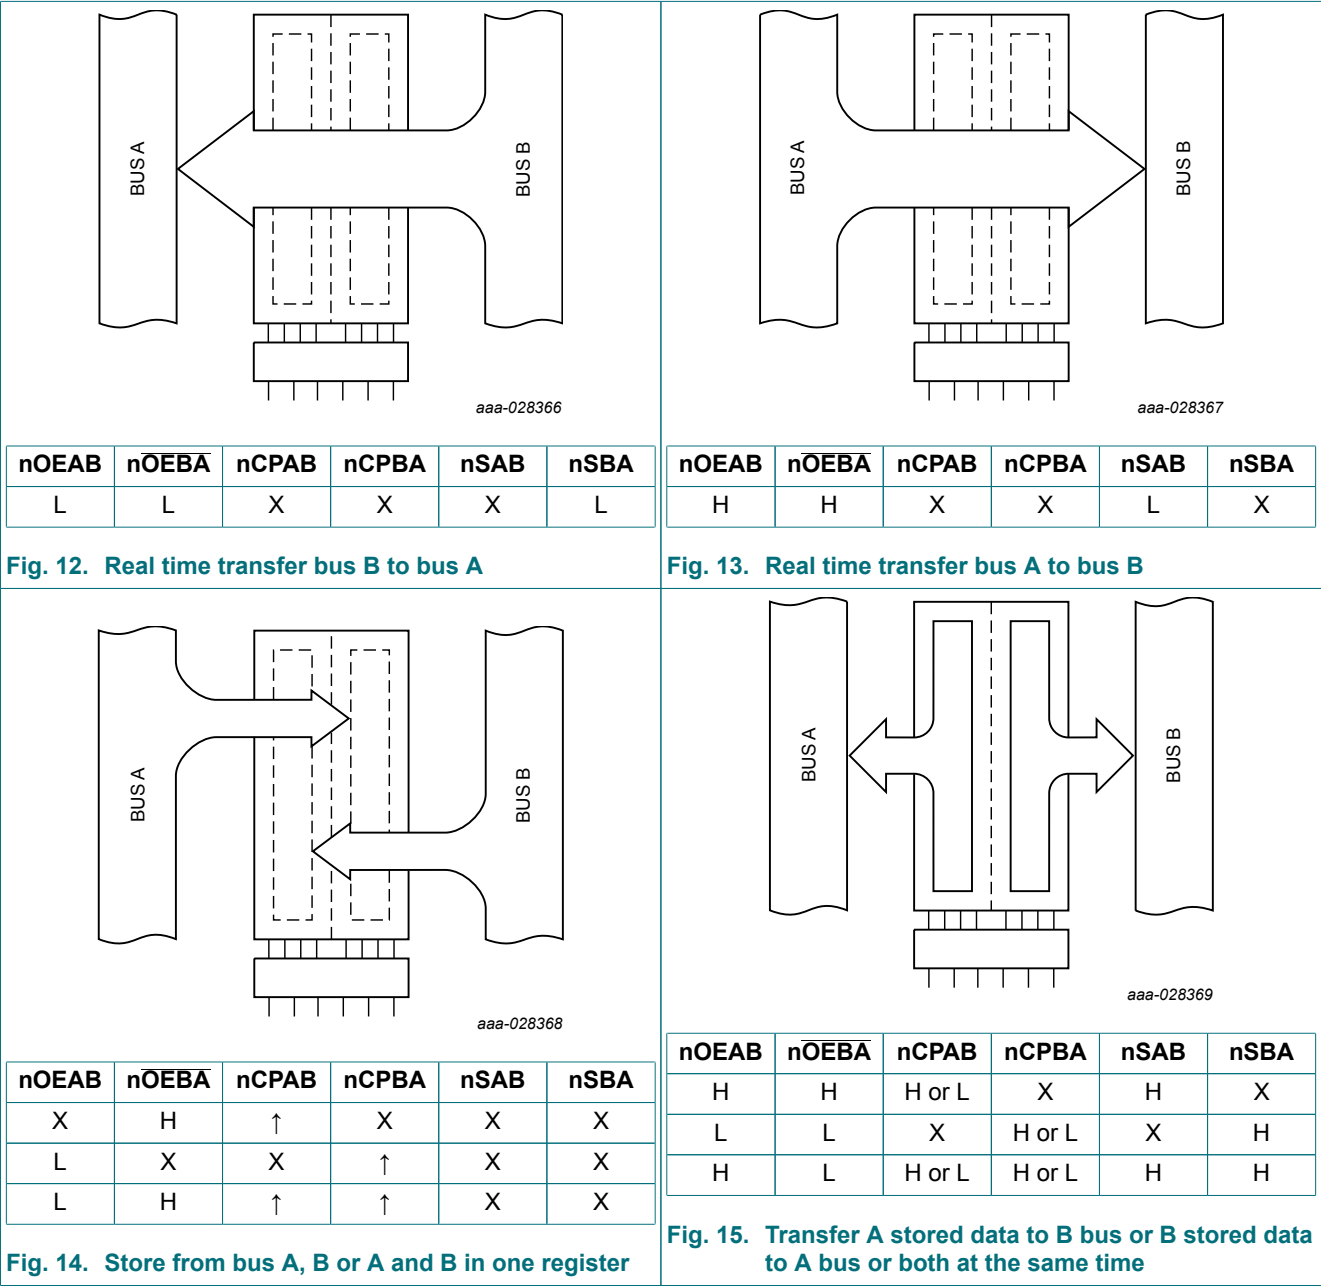 BUS A
BUS B
aaa-028366
nOEAB nO̅E̅B̅A̅ nCPAB nCPBA nSAB nSBA
L L X X X L
Fig. 12. Real time transfer bus B to bus A
BUS A
BUS B
aaa-028367
nOEAB nO̅E̅B̅A̅ nCPAB nCPBA nSAB nSBA
H H X X L X
Fig. 13. Real time transfer bus A to bus B
BUS A
BUS B
aaa-028368
nOEAB nO̅E̅B̅A̅ nCPAB nCPBA nSAB nSBA
X H ↑ X X X
L X X ↑ X X
L H ↑ ↑ X X
Fig. 14. Store from bus A, B or A and B in one register
BUS A
BUS B
aaa-028369
nOEAB nO̅E̅B̅A̅ nCPAB nCPBA nSAB nSBA
H H H or L X H X
L L X H or L X H
H L H or L H or L H H
Fig. 15. Transfer A stored data to B bus or B stored data
to A bus or both at the same time